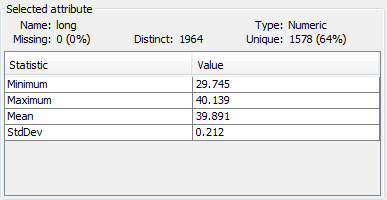 Selected attribute
Name: long Type: Numeric
Missing: 0 (0%) Distinct: 1964 Unique: 1578 (64%)
Statistic Value
Minimum 29.745
Maximum 40.139
Mean 39.891
StdDev 0.212